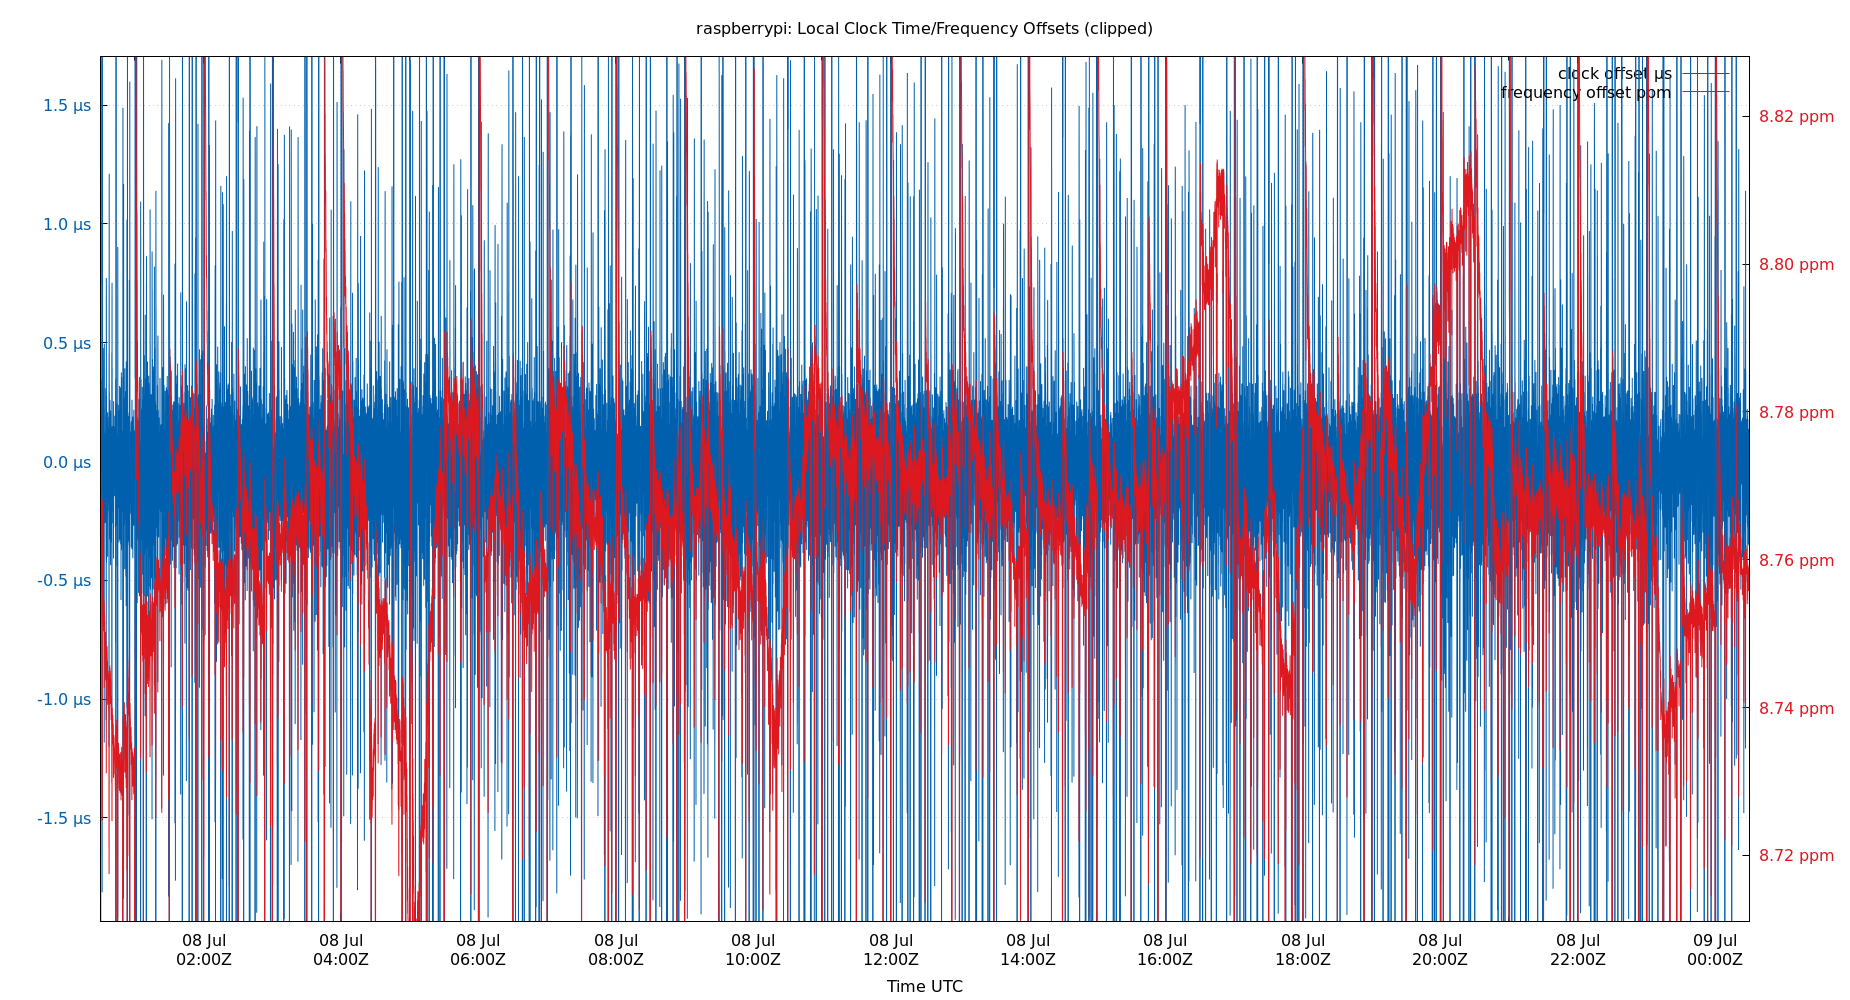 raspberrypi: Local Clock Time/Frequency Offsets (clipped)
clock offset µs
frequency offset ppm
1.5 µs
1.0 µs
0.5 µs
0.0 µs
-0.5 µs
-1.0 µs
-1.5 µs
8.82 ppm
8.80 ppm
8.78 ppm
8.76 ppm
8.74 ppm
8.72 ppm
08 Jul 08 Jul 08 Jul 08 Jul 08 Jul 08 Jul 08 Jul 08 Jul 08 Jul 08 Jul 08 Jul 09 Jul
02:00Z 04:00Z 06:00Z 08:00Z 10:00Z 12:00Z 14:00Z 16:00Z 18:00Z 20:00Z 22:00Z 00:00Z
Time UTC